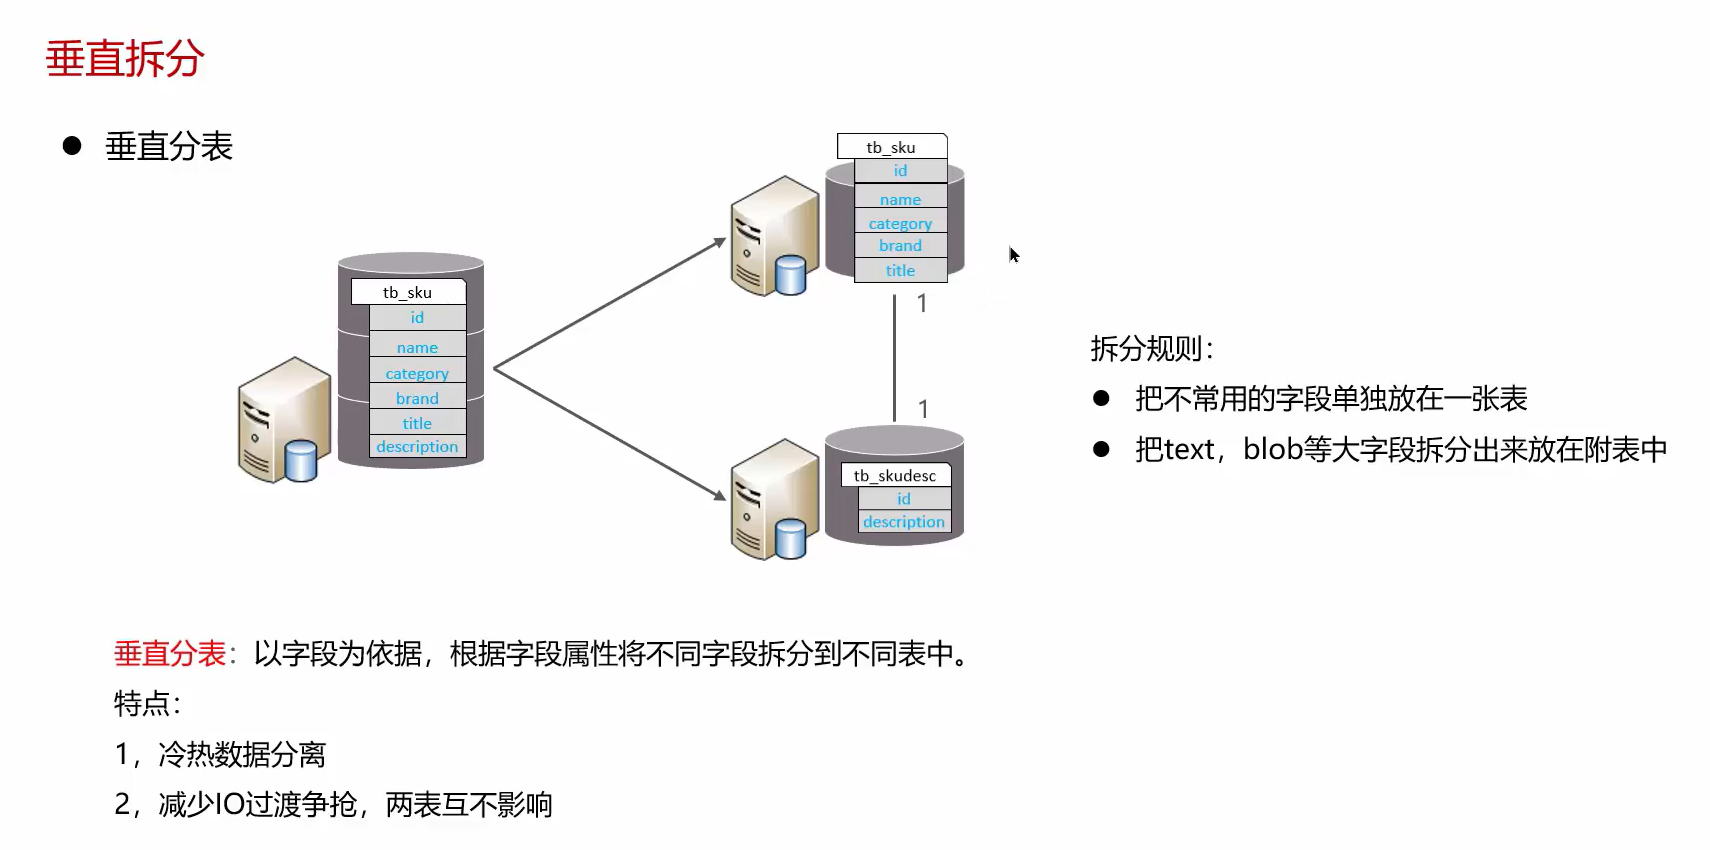 垂直拆分
● 垂直分表
tb_sku
id
name
category
brand
title
description
tb_sku
id
name
category
brand
title
1
1
tb_skudesc
id
description
拆分规则：
● 把不常用的字段单独放在一张表
● 把text，blob等大字段拆分出来放在附表中
垂直分表：以字段为依据，根据字段属性将不同字段拆分到不同表中。
特点：
1，冷热数据分离
2，减少IO过渡争抢，两表互不影响